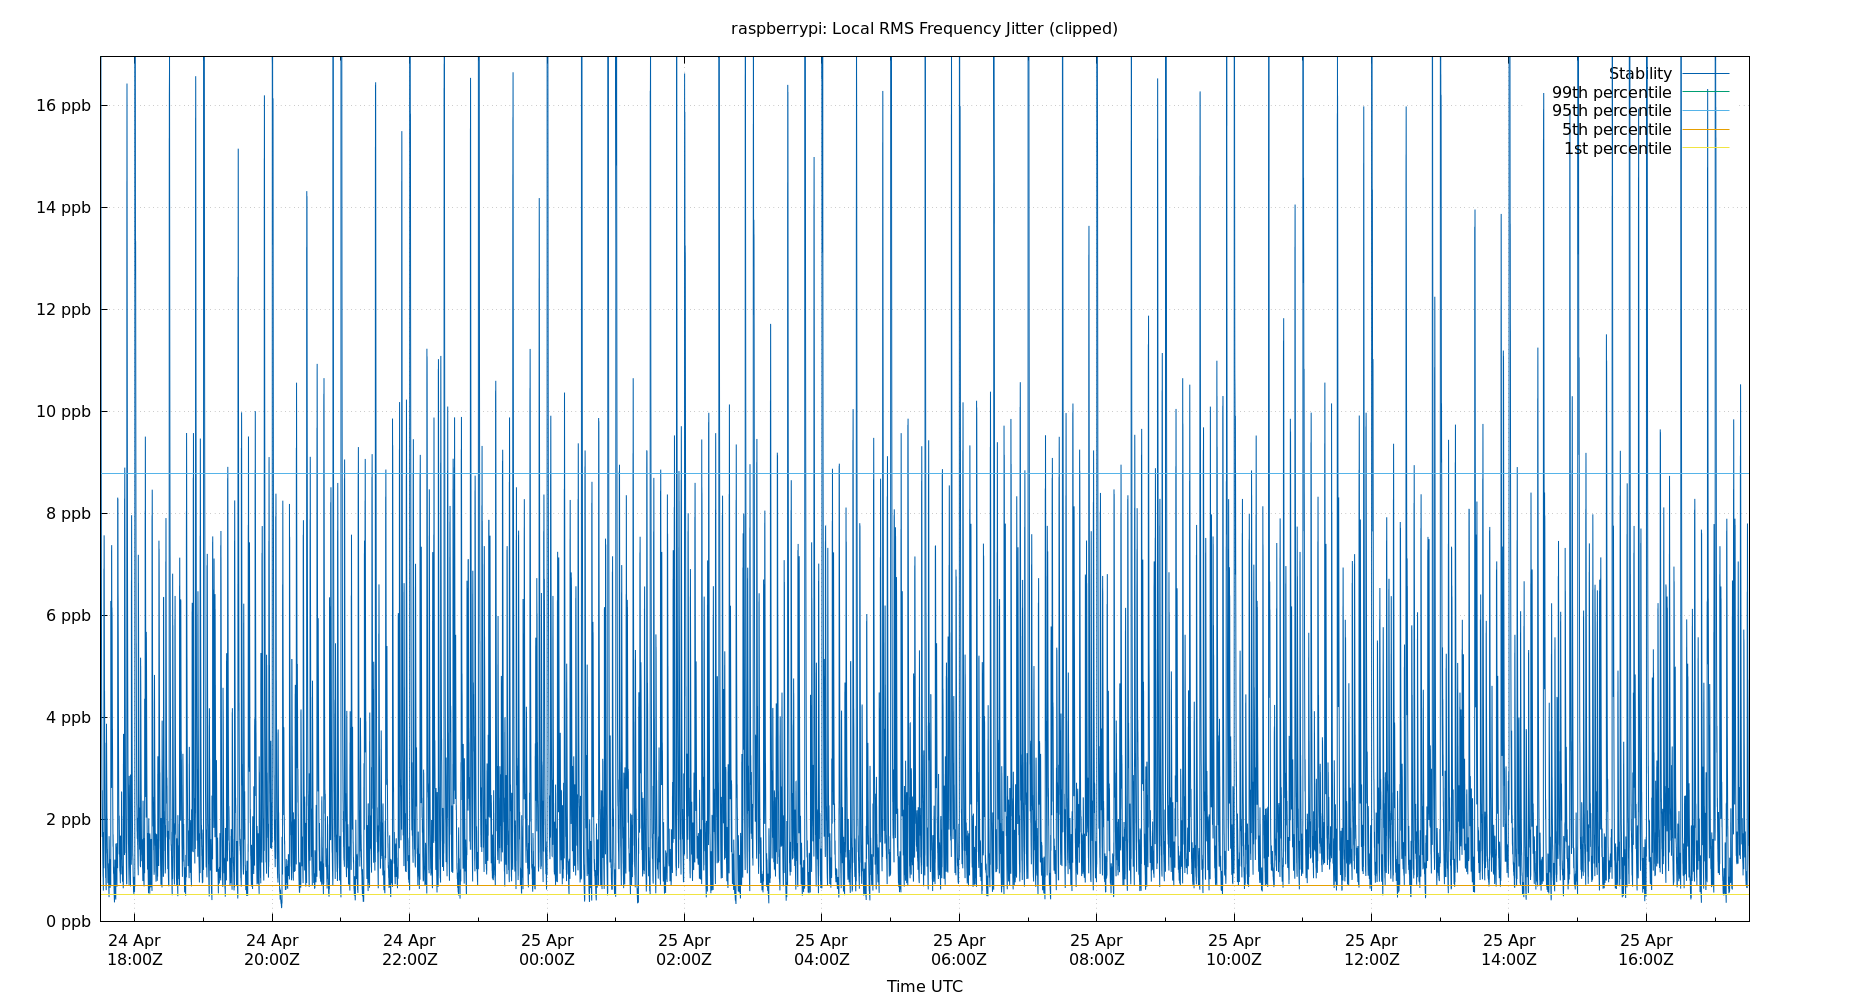 raspberrypi: Local RMS Frequency Jitter (clipped)
Stability
99th percentile
95th percentile
5th percentile
1st percentile
16 ppb
14 ppb
12 ppb
10 ppb
8 ppb
6 ppb
4 ppb
2 ppb
0 ppb
24 Apr 24 Apr 24 Apr 25 Apr 25 Apr 25 Apr 25 Apr 25 Apr 25 Apr 25 Apr 25 Apr 25 Apr
18:00Z 20:00Z 22:00Z 00:00Z 02:00Z 04:00Z 06:00Z 08:00Z 10:00Z 12:00Z 14:00Z 16:00Z
Time UTC